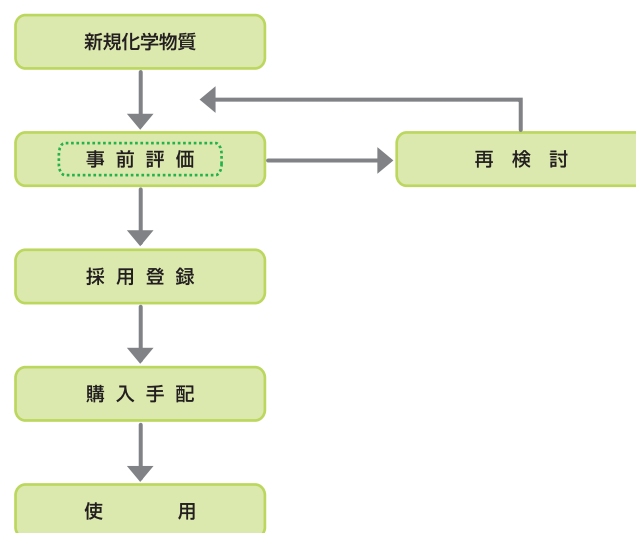 新規化学物質
事前評価
再検討
採用登録
購入手配
使用